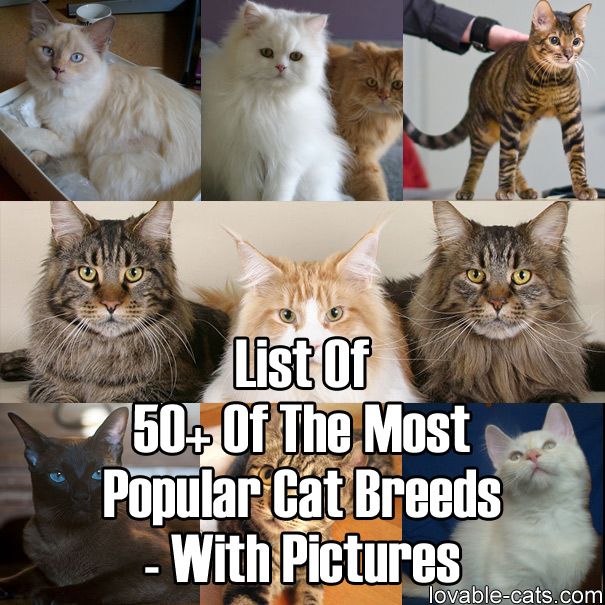 List Of
50+ Of The Most
Popular Cat Breeds
- With Pictures
lovable-cats.com